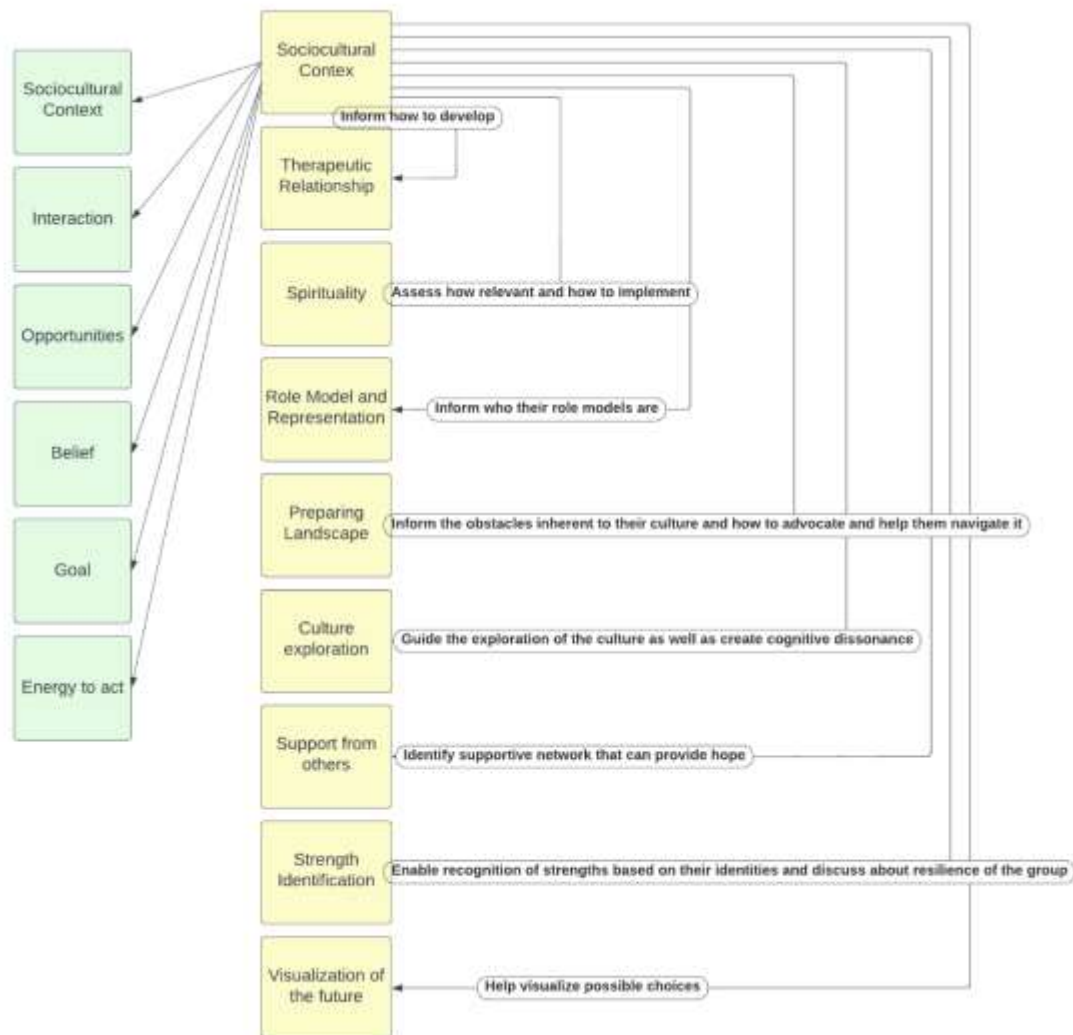 Sociocultural
Context
Interaction
Opportunities
Belief
Goal
Energy to act
Sociocultural
Contex
Inform how to develop
Therapeutic
Relationship
Spirituality
Assess how relevant and how to implement
Role Model and
Representation
Inform who their role models are
Preparing
Landscape
Inform the obstacles inherent to their culture and how to advocate and help them navigate it
Culture
exploration
Guide the exploration of the culture as well as create cognitive dissonance
Support from
others
Identify supportive network that can provide hope
Strength
Identification
Enable recognition of strengths based on their identities and discuss about resilience of the group
Visualization of
the future
Help visualize possible choices